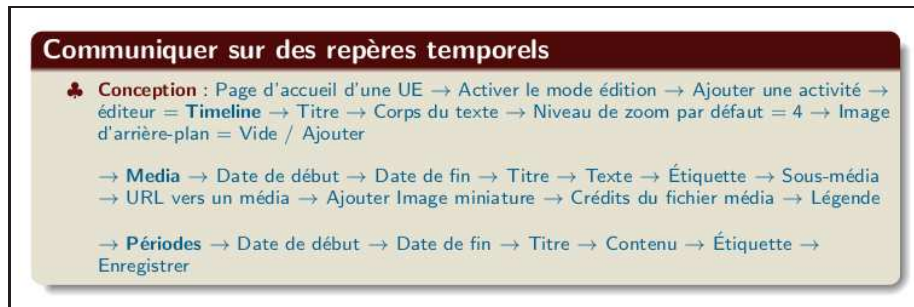 Communiquer sur des repères temporels
♣ Conception : Page d'accueil d'une UE → Activer le mode édition → Ajouter une activité →
éditeur = Timeline → Titre → Corps du texte → Niveau de zoom par défaut = 4 → Image
d'arrière-plan = Vide / Ajouter
→ Media → Date de début → Date de fin → Titre → Texte → Étiquette → Sous-média
→ URL vers un média → Ajouter Image miniature → Crédits du fichier média → Légende
→ Périodes → Date de début → Date de fin → Titre → Contenu → Étiquette →
Enregistrer